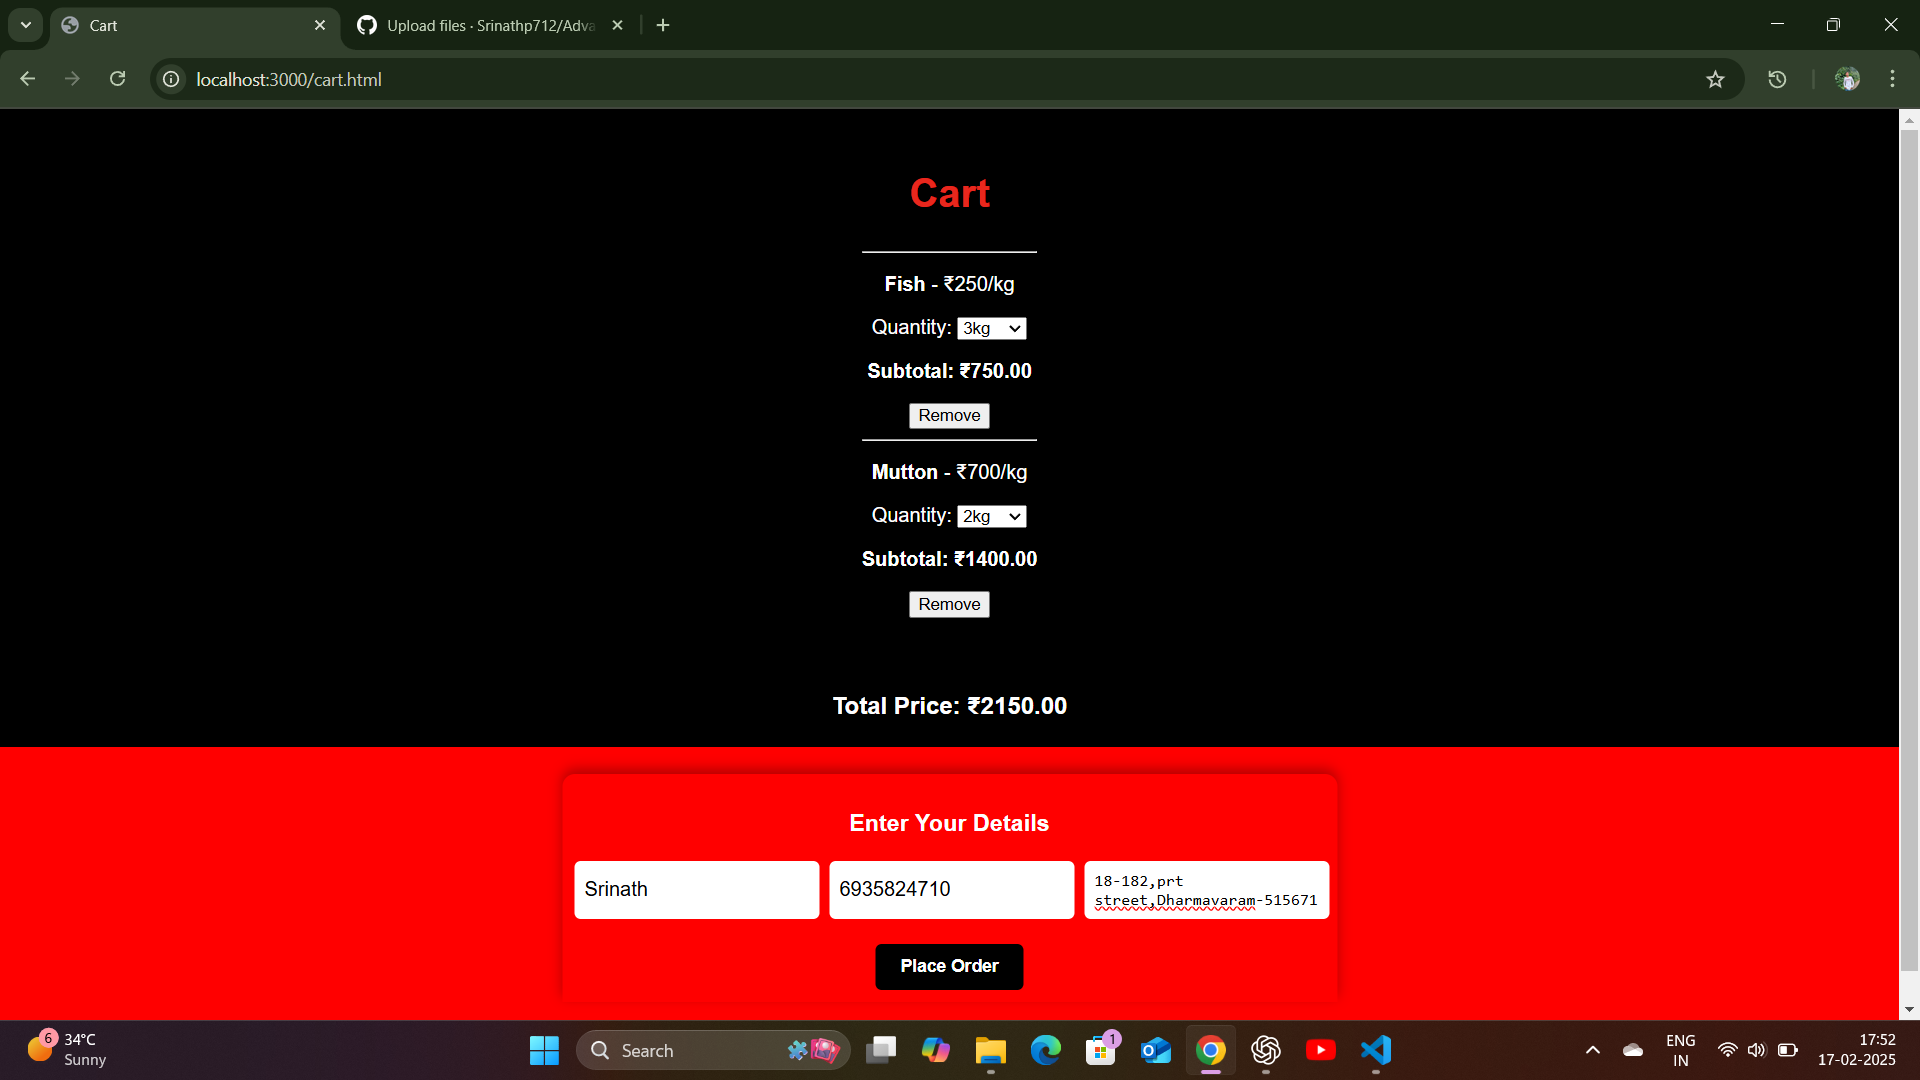 Cart
Upload files · Srinathp712/Adva
localhost:3000/cart.html
Cart
Fish - ₹250/kg
Quantity: 3kg
Subtotal: ₹750.00
Remove
Mutton - ₹700/kg
Quantity: 2kg
Subtotal: ₹1400.00
Remove
Total Price: ₹2150.00
Enter Your Details
Srinath
6935824710
18-182,prt
street,Dharmavaram-515671
Place Order
6
34°C
Sunny
Search
1
ENG
IN
17:52
17-02-2025